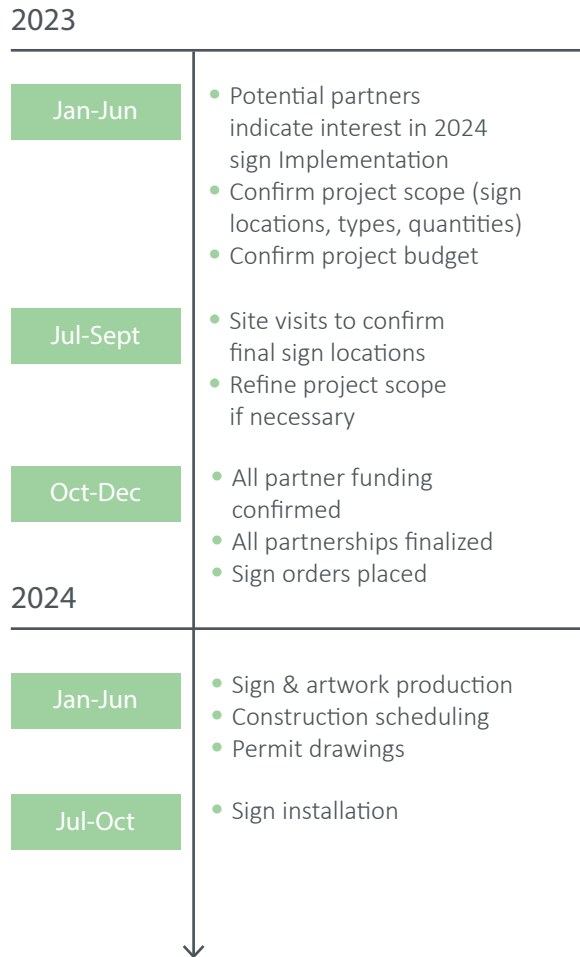 2023
Jan-Jun
• Potential partners
indicate interest in 2024
sign Implementation
• Confirm project scope (sign
locations, types, quantities)
• Confirm project budget
Jul-Sept
• Site visits to confirm
final sign locations
• Refine project scope
if necessary
Oct-Dec
• All partner funding
confirmed
• All partnerships finalized
• Sign orders placed
2024
Jan-Jun
• Sign & artwork production
• Construction scheduling
• Permit drawings
Jul-Oct
• Sign installation